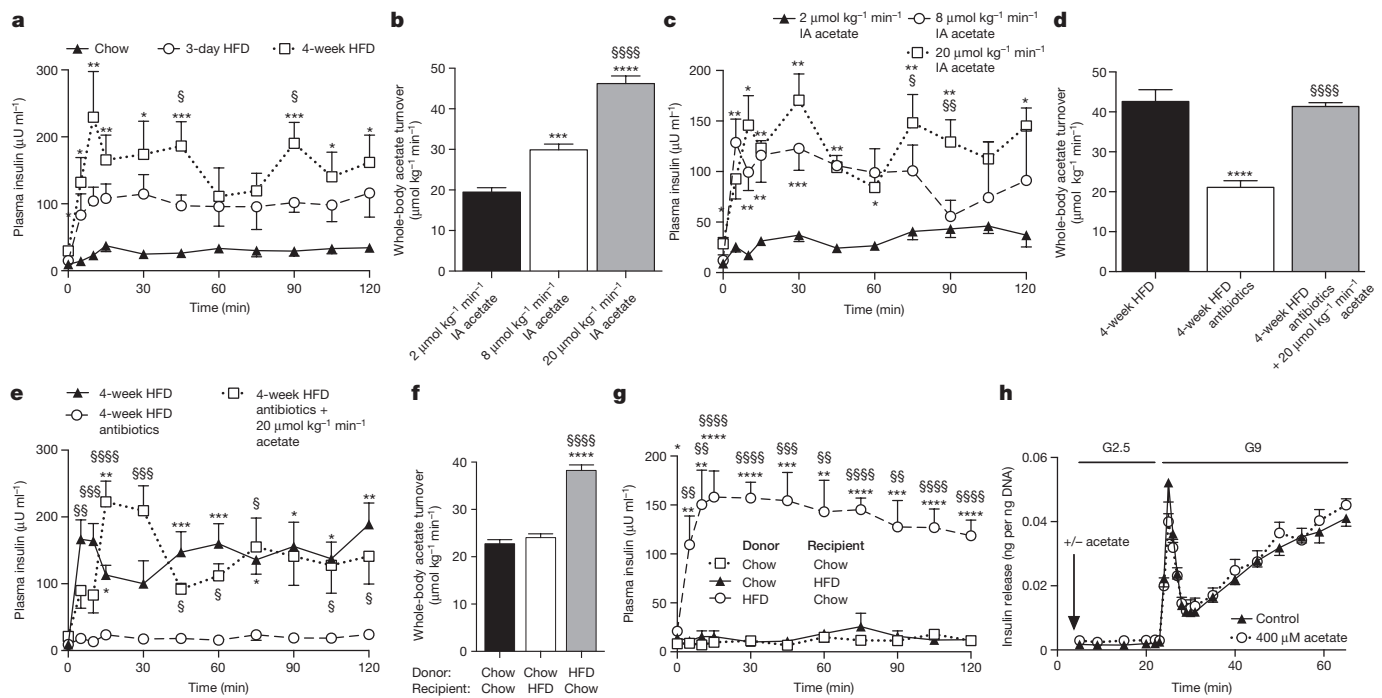 a
Chow
3-day HFD
4-week HFD
Plasma insulin (μU ml−1)
300
200
100
0
**
*
**
*
*
§
***
§
***
*
*
0
30
60
90
120
Time (min)
b
Whole-body acetate turnover
(μmol kg−1 min−1)
50
40
30
20
10
0
***
§§§§
****
2 μmol kg−1 min−1
IA acetate
8 μmol kg−1 min−1
IA acetate
20 μmol kg−1 min−1
IA acetate
c
2 μmol kg−1 min−1
IA acetate
8 μmol kg−1 min−1
IA acetate
20 μmol kg−1 min−1
IA acetate
Plasma insulin (μU ml−1)
200
150
100
50
0
*
**
*
**
**
**
**
***
**
*
**
§
**
§§
*
0
30
60
90
120
Time (min)
d
Whole-body acetate turnover
(μmol kg−1 min−1)
50
40
30
20
10
0
****
§§§§
4-week HFD
4-week HFD
antibiotics
4-week HFD
antibiotics
+ 20 μmol kg−1 min−1
acetate
e
4-week HFD
4-week HFD
antibiotics
4-week HFD
antibiotics +
20 μmol kg−1 min−1
acetate
Plasma insulin (μU ml−1)
300
200
100
0
§§
§§§
§§§§
**
*
§§§
***
§
***
§
§
*
*
*
§
**
§
0
30
60
90
120
Time (min)
f
Whole-body acetate turnover
(μmol kg−1 min−1)
40
30
20
10
0
§§§§
****
Donor:
Chow
Chow
HFD
Recipient:
Chow
HFD
Chow
g
Plasma insulin (μU ml−1)
200
150
100
50
0
*
§§
**
§§
**
§§§§
****
§§§§
****
§§§
***
§§
**
§§§§
****
§§
***
§§§§
****
§§§§
****
Donor Recipient
Chow Chow
Chow HFD
HFD Chow
0
30
60
90
120
Time (min)
h
Insulin release (ng per ng DNA)
0.06
0.04
0.02
0
G2.5
G9
+/− acetate
Control
400 μM acetate
0
20
40
60
Time (min)